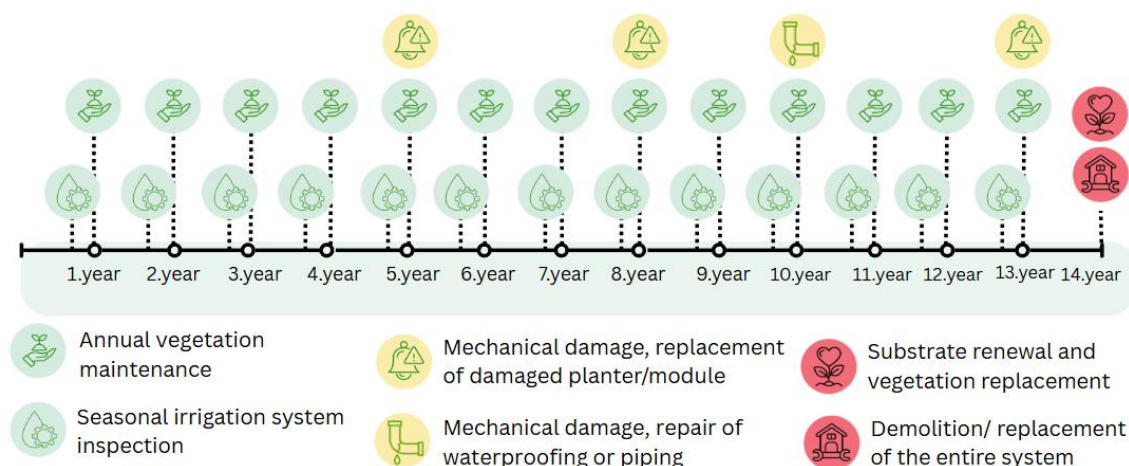 1.year 2.year 3.year 4.year 5.year 6.year 7.year 8.year 9.year 10.year 11.year 12.year 13.year 14.year
Annual vegetation
maintenance
Seasonal irrigation system
inspection
Mechanical damage, replacement
of damaged planter/module
Mechanical damage, repair of
waterproofing or piping
Substrate renewal and
vegetation replacement
Demolition/ replacement
of the entire system